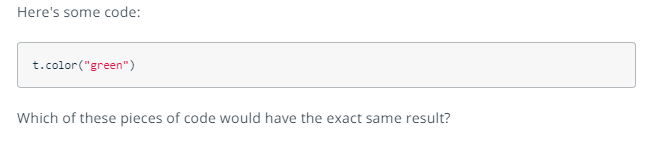 Here's some code:
t.color("green")
Which of these pieces of code would have the exact same result?